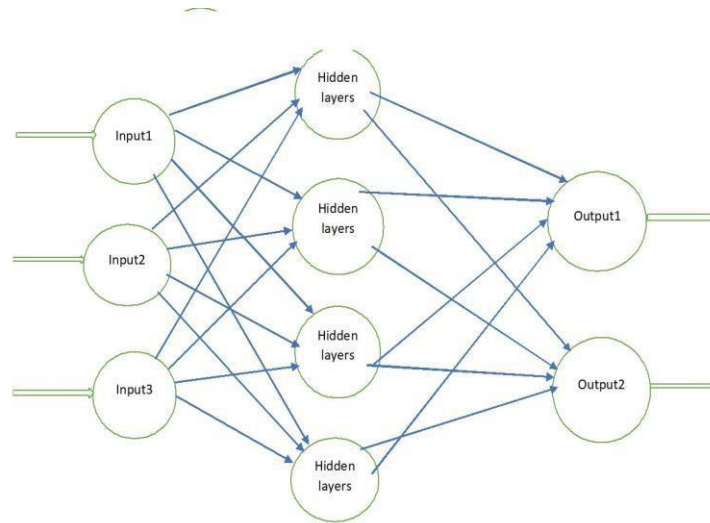 Hidden
layers
Input1
Hidden
layers
Output1
Input2
Hidden
layers
Input3
Output2
Hidden
layers